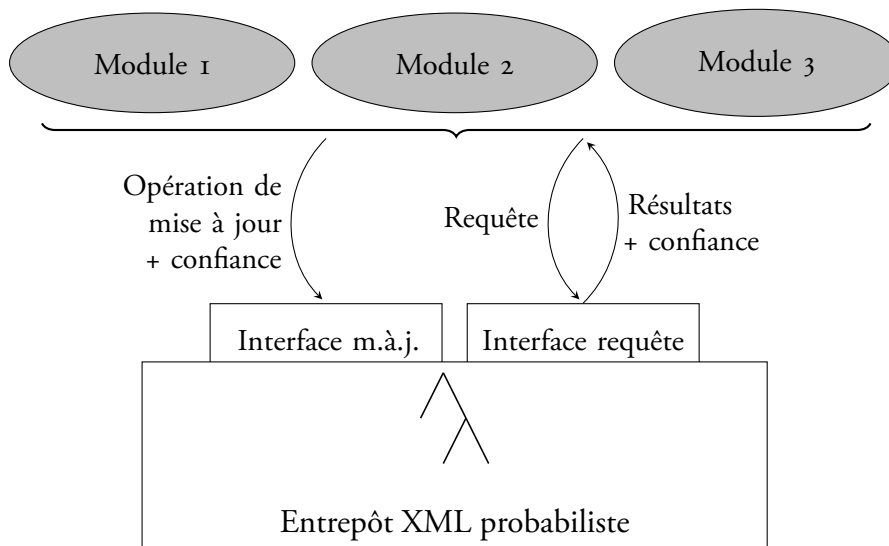 Module 1
Module 2
Module 3
Opération de
mise à jour
+ confiance
Requête
Résultats
+ confiance
Interface m.à.j.
Interface requête
Entrepôt XML probabiliste